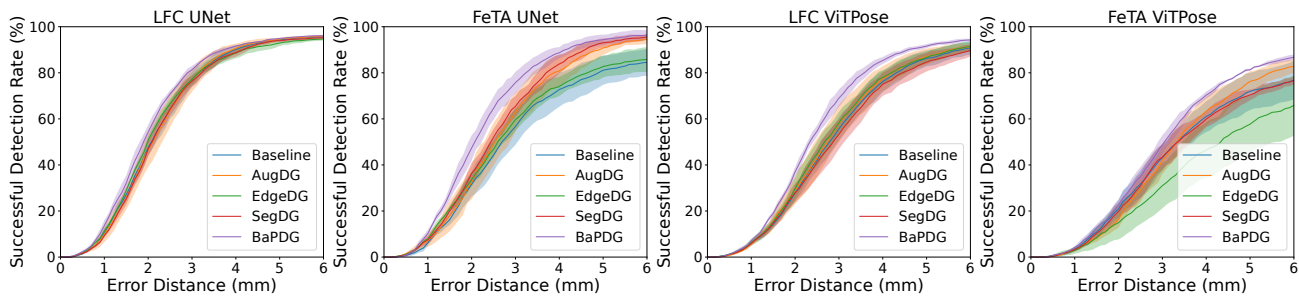 LFC UNet
Successful Detection Rate (%)
100
80
60
40
20
0
Baseline
AugDG
EdgeDG
SegDG
BaPDG
0 1 2 3 4 5 6
Error Distance (mm)
FeTA UNet
Successful Detection Rate (%)
100
80
60
40
20
0
Baseline
AugDG
EdgeDG
SegDG
BaPDG
0 1 2 3 4 5 6
Error Distance (mm)
LFC ViTPose
Successful Detection Rate (%)
100
80
60
40
20
0
Baseline
AugDG
EdgeDG
SegDG
BaPDG
0 1 2 3 4 5 6
Error Distance (mm)
FeTA ViTPose
Successful Detection Rate (%)
100
80
60
40
20
0
Baseline
AugDG
EdgeDG
SegDG
BaPDG
0 1 2 3 4 5 6
Error Distance (mm)